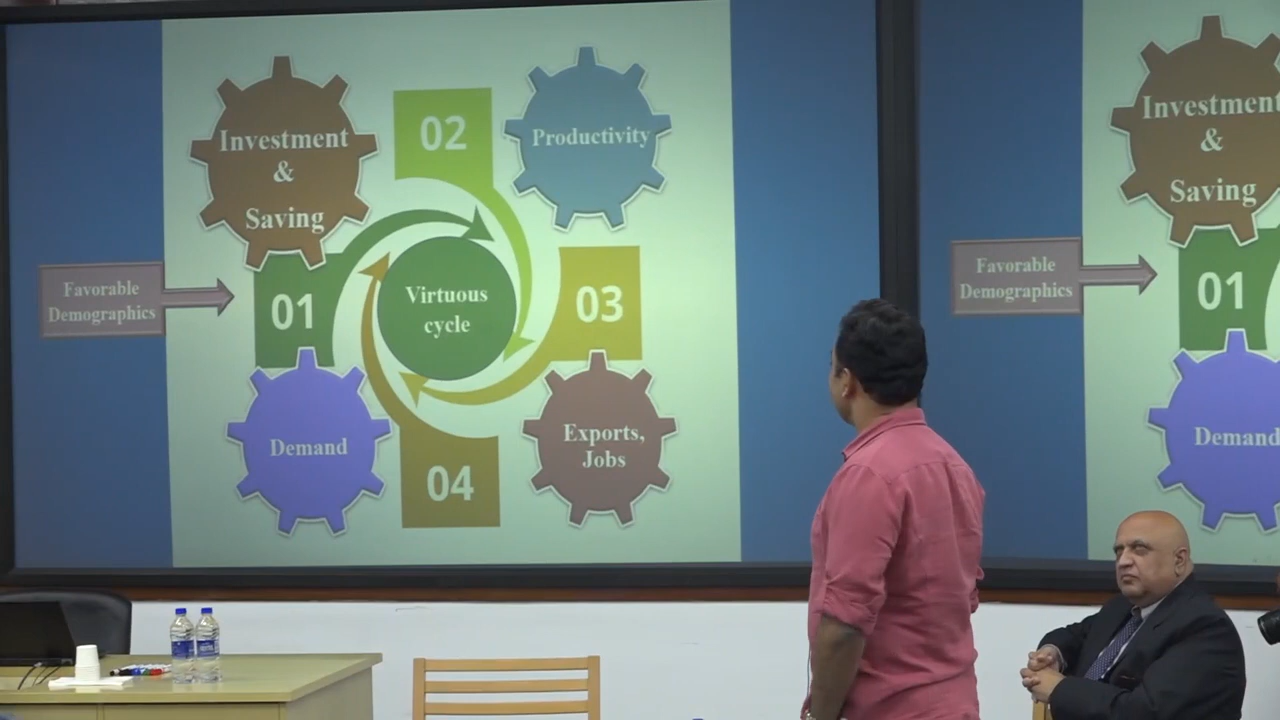 Investment
&
Saving
02
Productivity
Favorable
Demographics
01
Virtuous
cycle
03
Demand
04
Exports,
Jobs
Investment
&
Saving
Favorable
Demographics
01
Demand